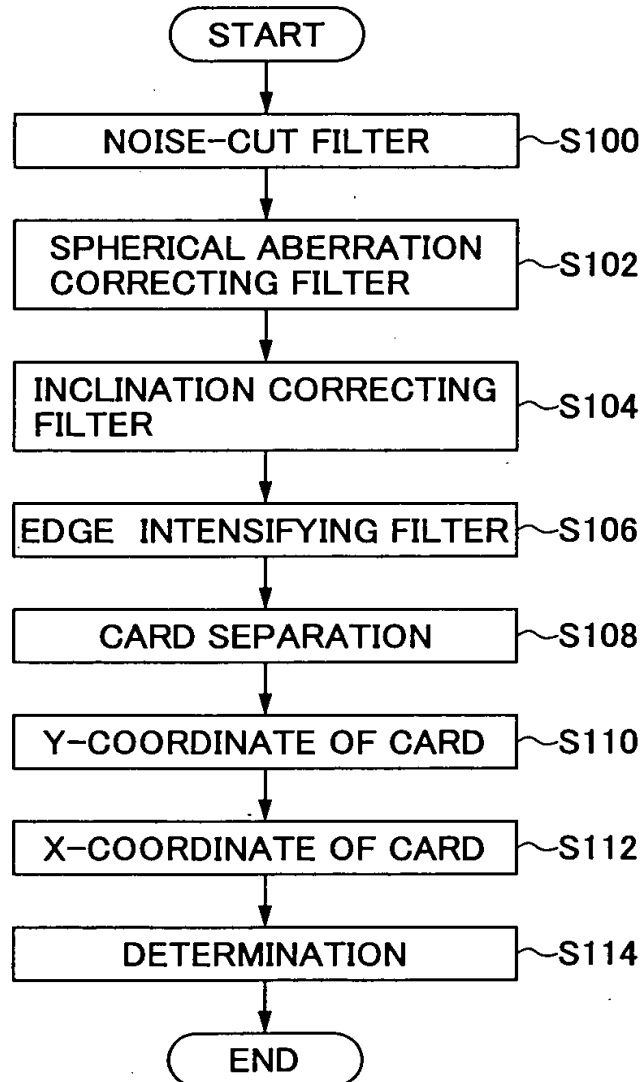 START
NOISE-CUT FILTER
S100
SPHERICAL ABERRATION
CORRECTING FILTER
S102
INCLINATION CORRECTING
FILTER
S104
EDGE INTENSIFYING FILTER
S106
CARD SEPARATION
S108
Y-COORDINATE OF CARD
S110
X-COORDINATE OF CARD
S112
DETERMINATION
S114
END